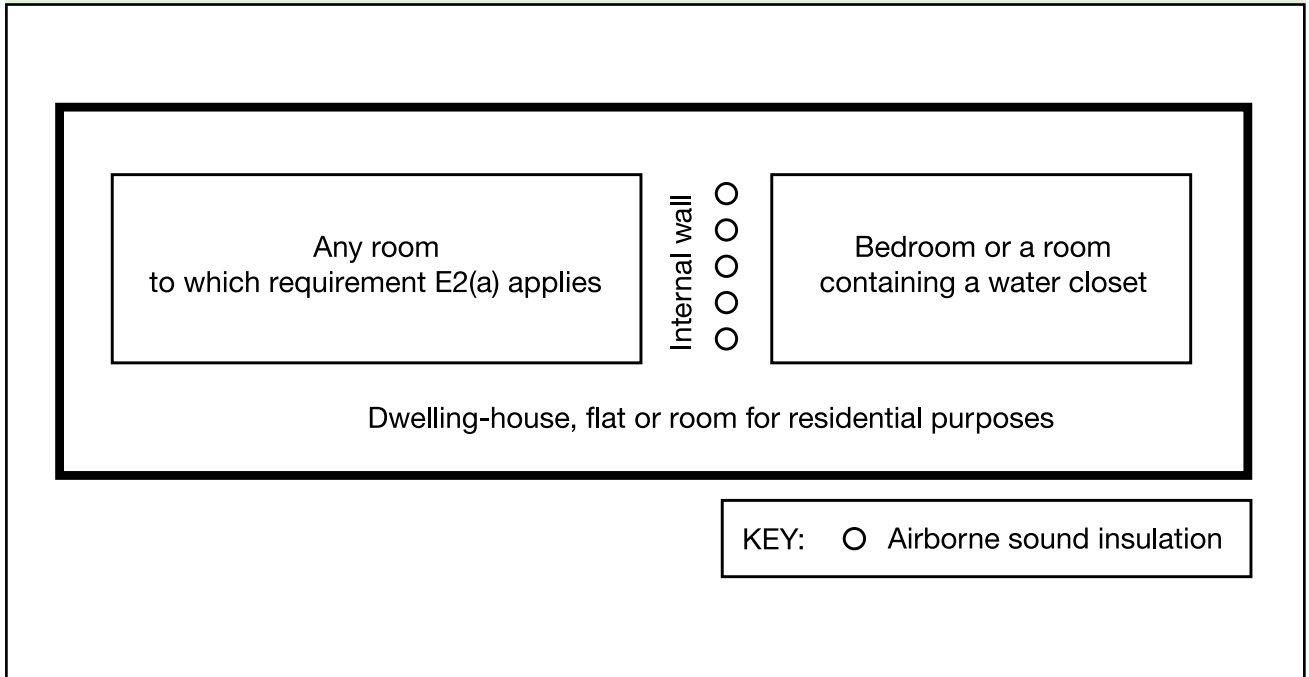 Any room
to which requirement E2(a) applies
Internal wall
Bedroom or a room
containing a water closet
Dwelling-house, flat or room for residential purposes
KEY: Airborne sound insulation